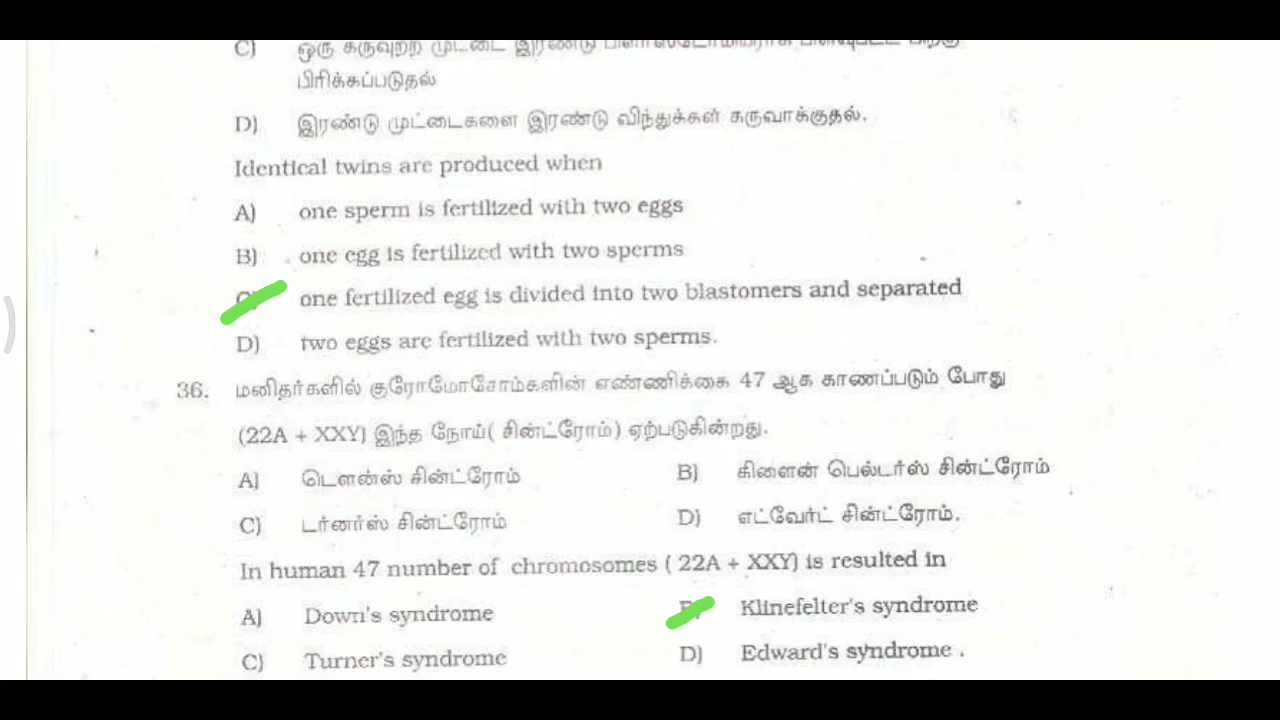 C) ஒரு கருவுற்ற முட்டை இரண்டு
பிரிக்கப்படுதல்
D) இரண்டு முட்டைகளை இரண்டு விந்துக்கள் கருவாக்குதல்.
Identical twins are produced when
A) one sperm is fertilized with two eggs
B) one egg is fertilized with two sperms
C) one fertilized egg is divided into two blastomers and separated
D) two eggs are fertilized with two sperms.
36. மனிதர்களில் குரோமோசோம்களின் எண்ணிக்கை 47 ஆக காணப்படும் போது
(22A + XXY) இந்த நோய்( சின்ட்ரோம்) ஏற்படுகின்றது.
A) டௌன்ஸ் சின்ட்ரோம் B) கிளைன் பெல்டர்ஸ் சின்ட்ரோம்
C) டர்னர்ஸ் சின்ட்ரோம் D) எட்வேர்ட் சின்ட்ரோம்.
In human 47 number of chromosomes ( 22A + XXY) is resulted in
A) Down's syndrome B) Klinefelter's syndrome
C) Turner's syndrome D) Edward's syndrome .